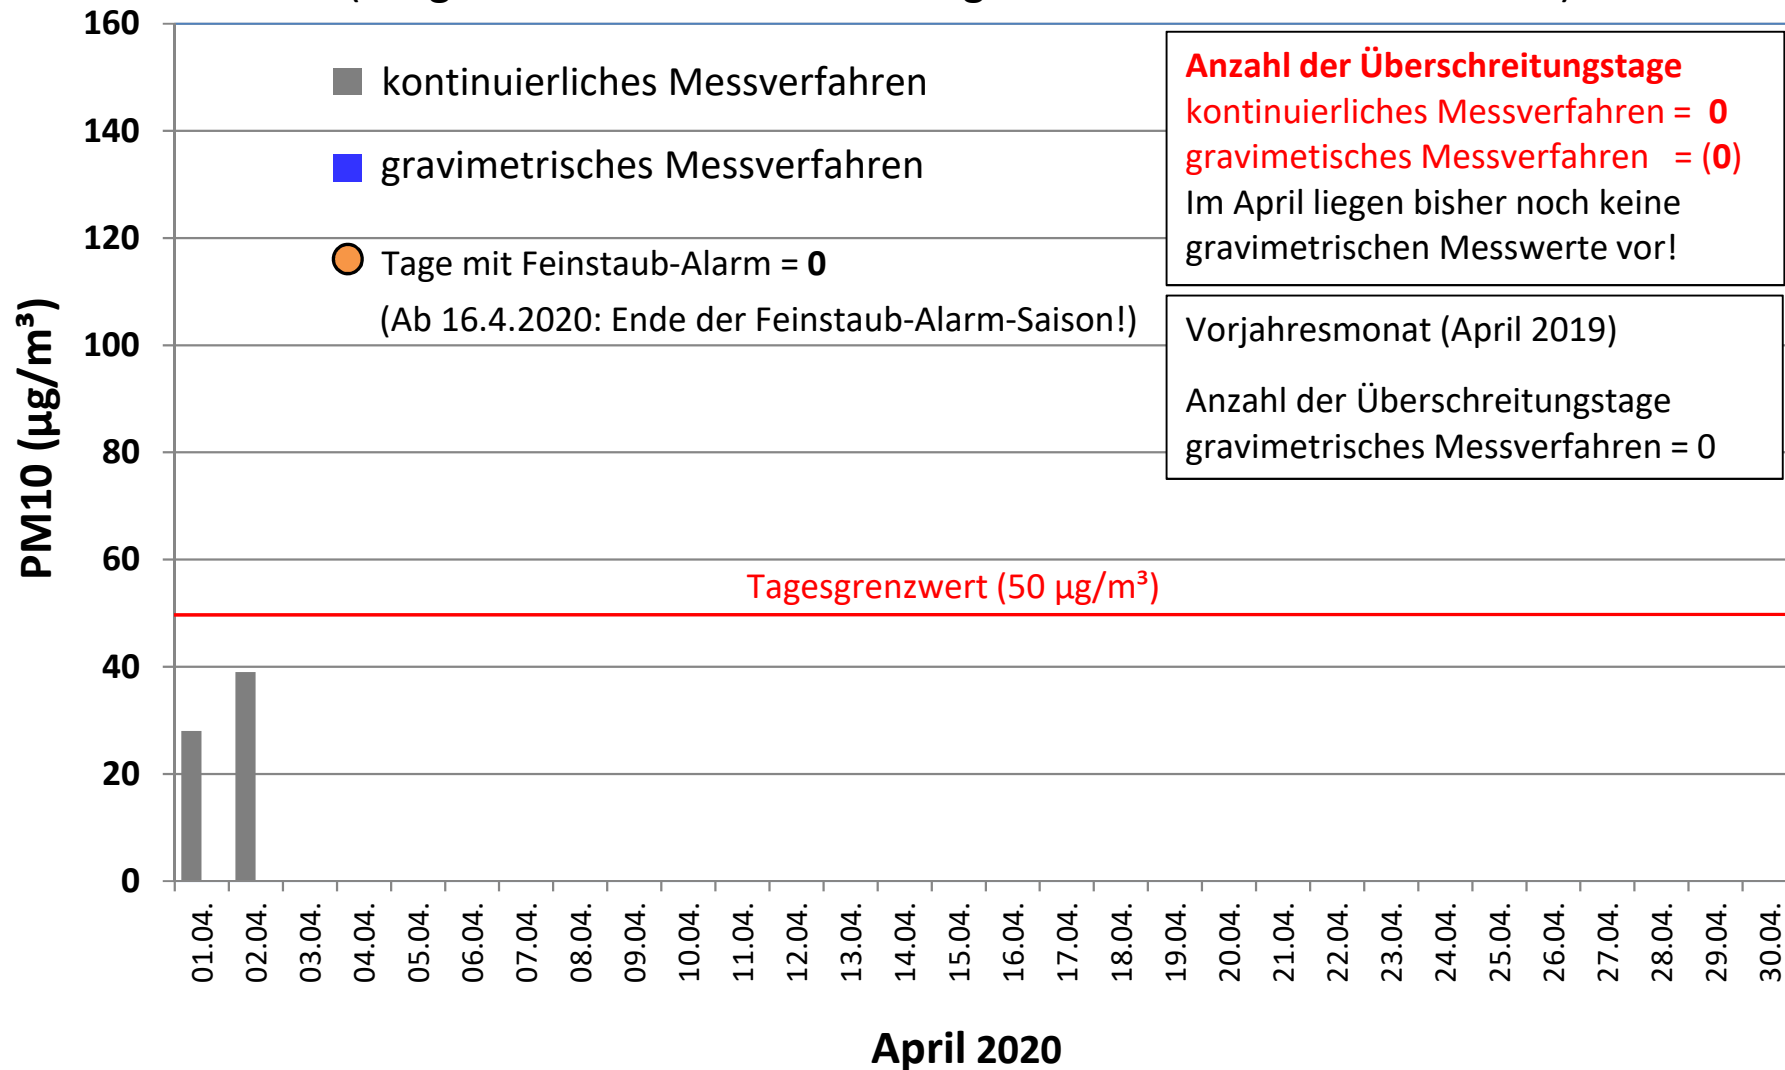 160
kontinuierliches Messverfahren
140
gravimetrisches Messverfahren
120
Tage mit Feinstaub-Alarm = 0
(Ab 16.4.2020: Ende der Feinstaub-Alarm-Saison!)
100
80
60
40
20
0
PM10 (µg/m³)
Anzahl der Überschreitungstage
kontinuierliches Messverfahren = 0
gravimetisches Messverfahren = (0)
Im April liegen bisher noch keine
gravimetrischen Messwerte vor!
Vorjahresmonat (April 2019)
Anzahl der Überschreitungstage
gravimetrisches Messverfahren = 0
Tagesgrenzwert (50 µg/m³)
01.04.
02.04.
03.04.
04.04.
05.04.
06.04.
07.04.
08.04.
09.04.
10.04.
11.04.
12.04.
13.04.
14.04.
15.04.
16.04.
17.04.
18.04.
19.04.
20.04.
21.04.
22.04.
23.04.
24.04.
25.04.
26.04.
27.04.
28.04.
29.04.
30.04.
April 2020